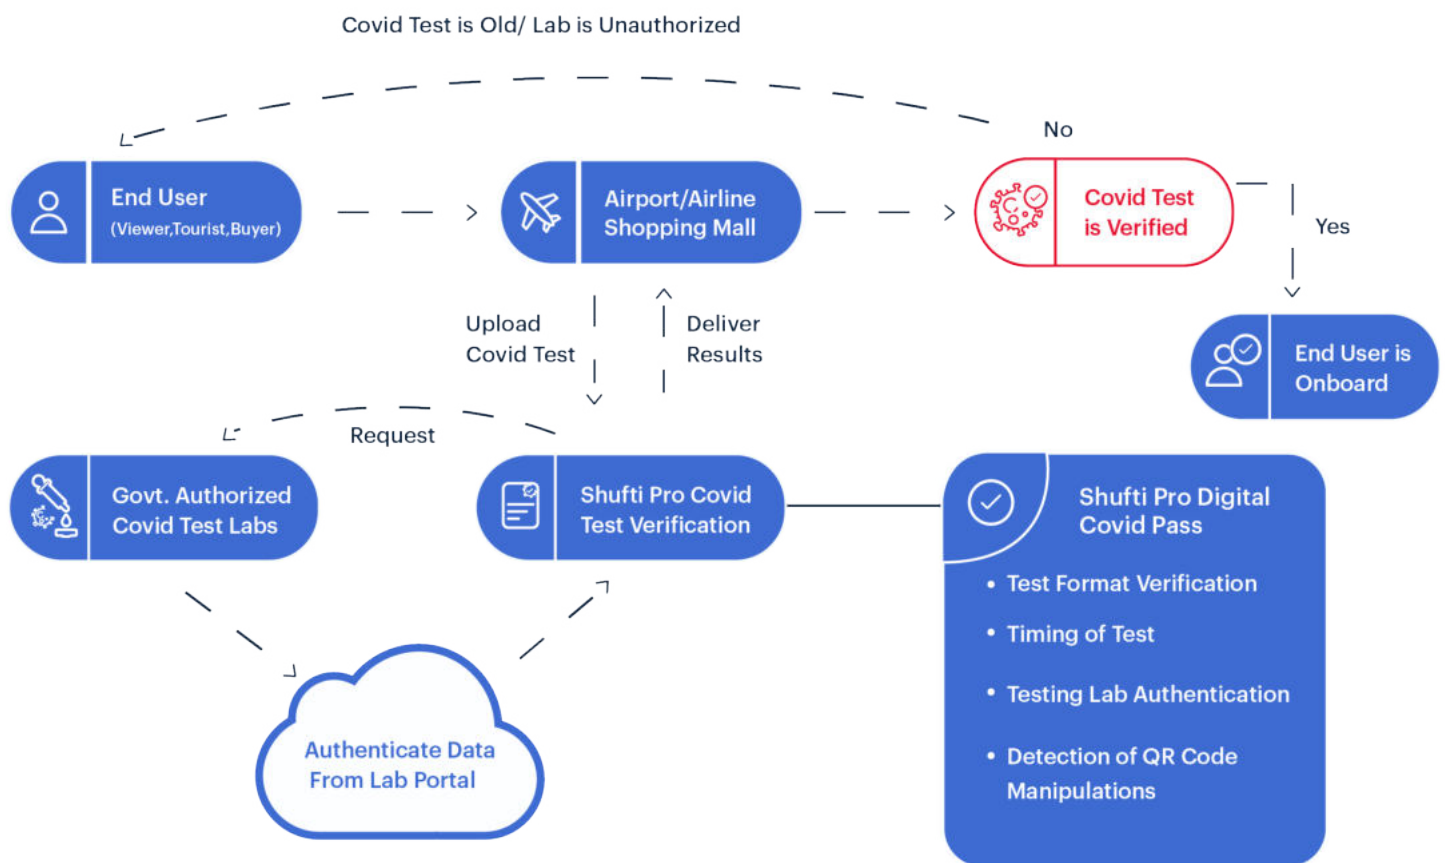 Covid Test is Old/ Lab is Unauthorized
No
End User
(Viewer,Tourist,Buyer)
Airport/Airline
Shopping Mall
Covid Test
is Verified
Yes
Upload
Covid Test
Deliver
Results
End User is
Onboard
Request
Govt. Authorized
Covid Test Labs
Shufti Pro Covid
Test Verification
Shufti Pro Digital
Covid Pass
• Test Format Verification
• Timing of Test
• Testing Lab Authentication
• Detection of QR Code
Manipulations
Authenticate Data
From Lab Portal